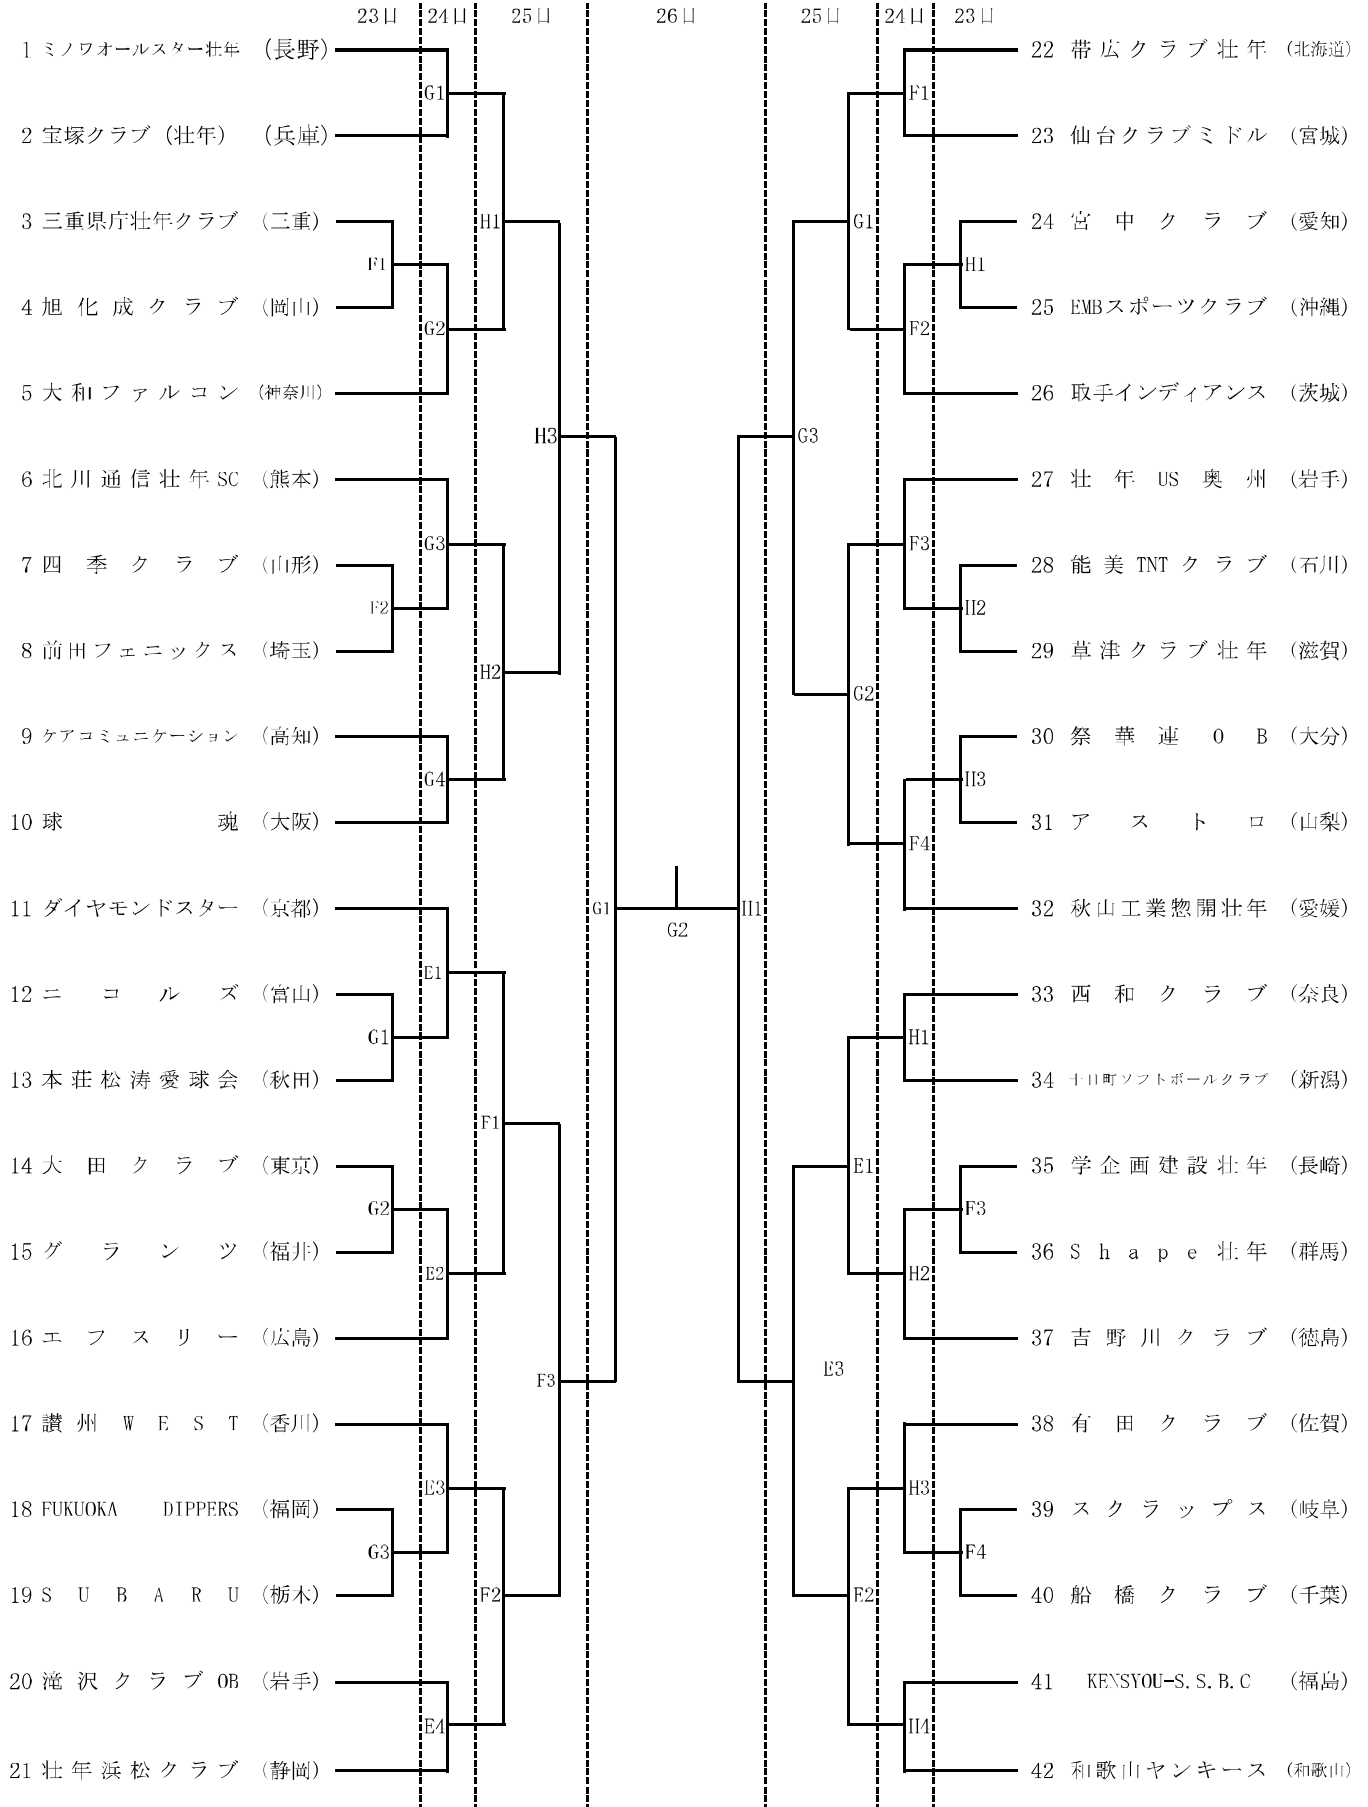 23日 24日 25日 26日 25日 24日 23日
1 ミノワオールスター壮年 (長野) 22 帯広クラブ壮年 (北海道)
G1 F1
2 宝塚クラブ (壮年) (兵庫) 23 仙台クラブミドル (宮城)
3 三重県庁壮年クラブ (三重) H1 G1 24 宮中クラブ (愛知)
F1 H1
4 旭化成クラブ (岡山) 25 EMBスポーツクラブ (沖縄)
G2 F2
5 大和ファルコン (神奈川) 26 取手インディアンス (茨城)
H3 G3
6 北川通信壮年SC (熊本) 27 壮年US奥州 (岩手)
G3 F3
7 四季クラブ (山形) 28 能美TNTクラブ (石川)
F2 H2
8 前田フェニックス (埼玉) 29 草津クラブ壮年 (滋賀)
H2 G2
9 ケアコミュニケーション (高知) 30 祭華連OB (大分)
G4 H3
10 球魂 (大阪) 31 アストロ (山梨)
F4
11 ダイヤモンドスター (京都) G1 H1 32 秋山工業惣開壮年 (愛媛)
G2
E1
12 ニコルズ (富山) 33 西和クラブ (奈良)
G1 H1
13 本荘松涛愛球会 (秋田) 34 十日町ソフトボールクラブ (新潟)
F1
14 大田クラブ (東京) E1 35 学企画建設壮年 (長崎)
G2 F3
15 グランツ (福井) 36 Shape壮年 (群馬)
E2 H2
16 エフスリー (広島) 37 吉野川クラブ (徳島)
F3 E3
17 讃州WEST (香川) 38 有田クラブ (佐賀)
E3 H3
18 FUKUOKA DIPPERS (福岡) 39 スクラップス (岐阜)
G3 F4
19 SUBARU (栃木) F2 E2 40 船橋クラブ (千葉)
20 滝沢クラブOB (岩手) 41 KENSYOU-S.S.B.C (福島)
E4 H4
21 壮年浜松クラブ (静岡) 42 和歌山ヤンキース (和歌山)